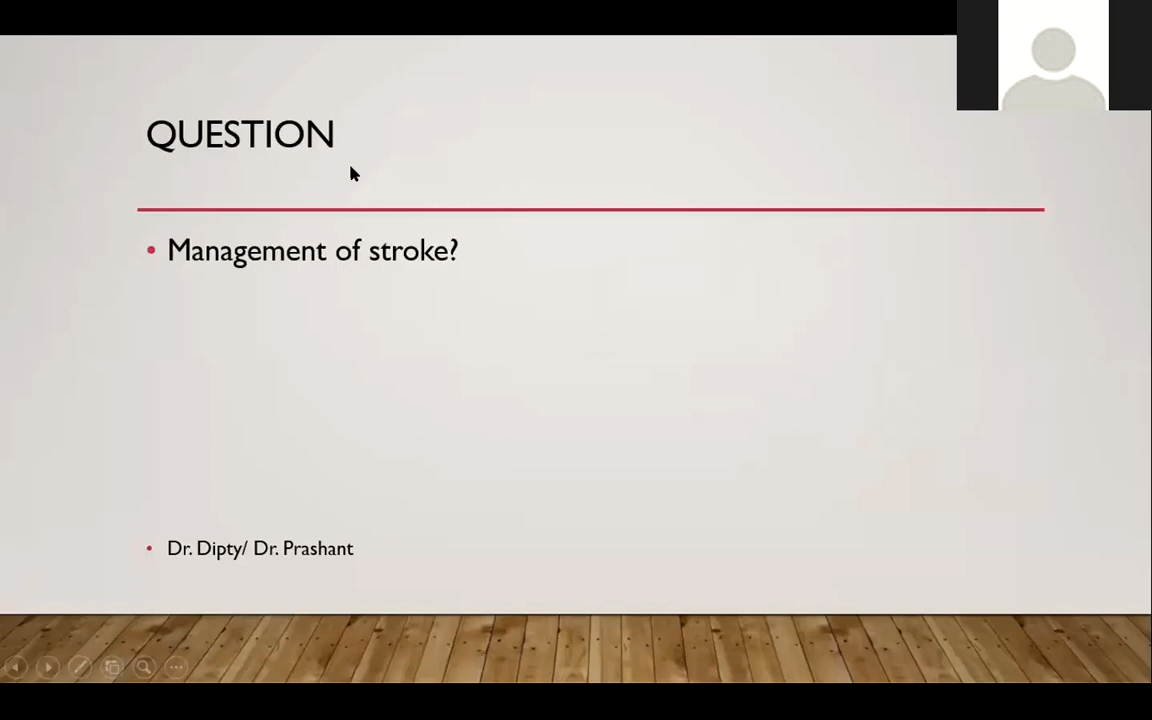 QUESTION
• Management of stroke?
• Dr. Dipty/ Dr. Prashant